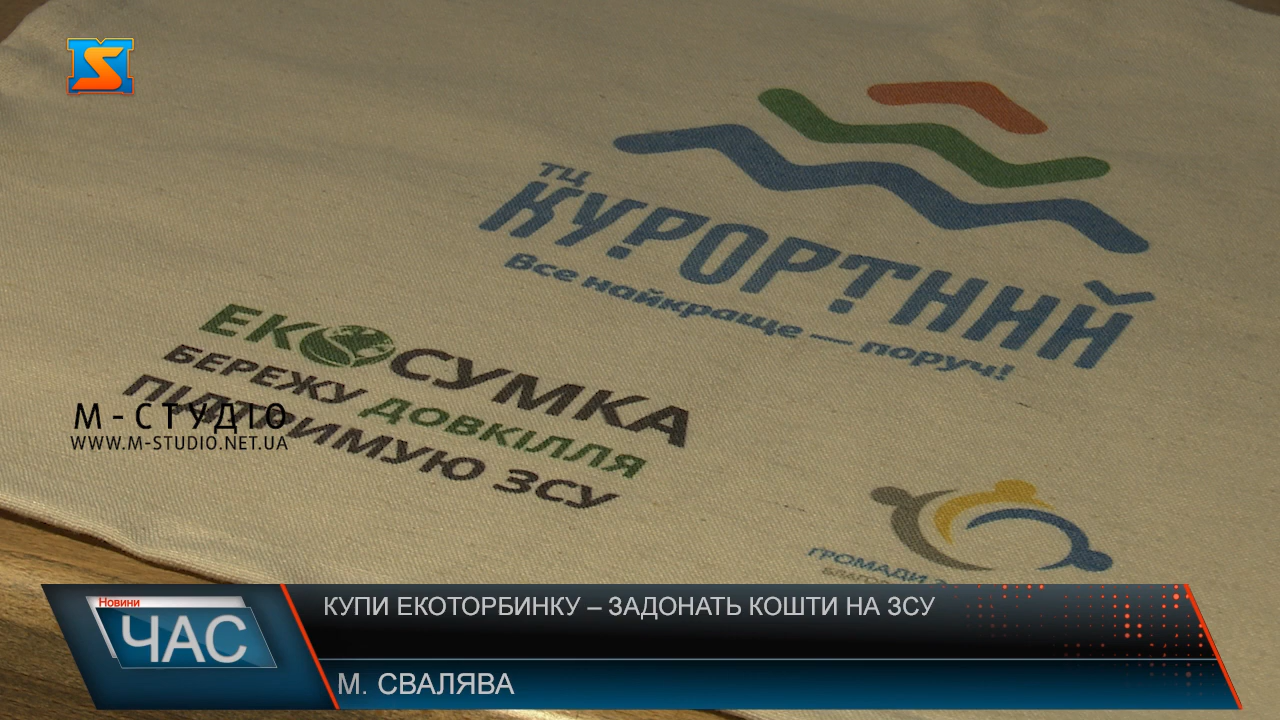 ТЦ
КУРОРТНИЙ
Все найкраще — поруч!
ЕКОСУМКА
БЕРЕЖУ ДОВКІЛЛЯ
ПІДТРИМУЮ ЗСУ
М-СТУДІО
WWW.M-STUDIO.NET.UA
ГРОМАДИ
Новини
ЧАС
КУПИ ЕКОТОРБИНКУ – ЗАДОНАТЬ КОШТИ НА ЗСУ
М. СВАЛЯВА